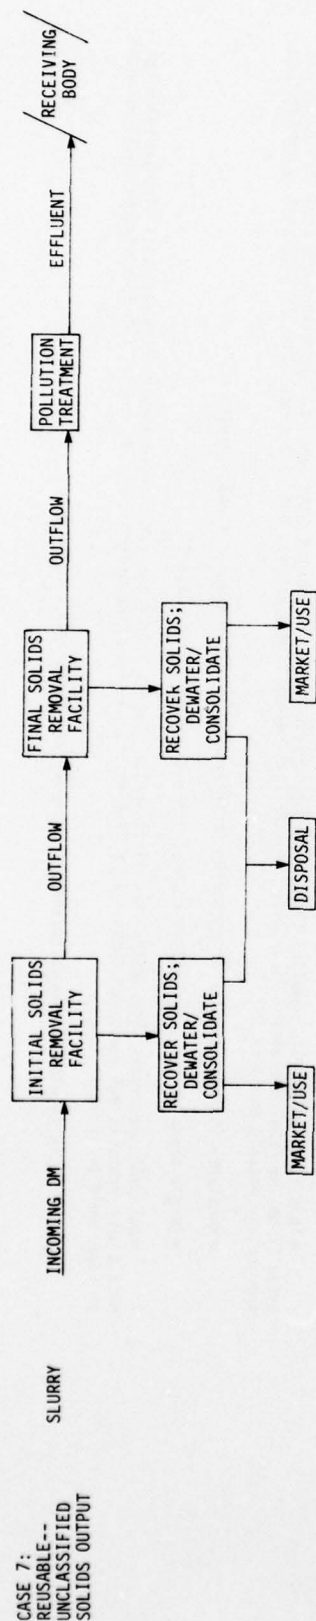 CASE 7:
REUSABLE--
UNCLASSIFIED
SOLIDS OUTPUT
SLURRY
INCOMING DM
INITIAL SOLIDS
REMOVAL
FACILITY
OUTFLOW
FINAL SOLIDS
REMOVAL
FACILITY
OUTFLOW
POLLUTION
TREATMENT
EFFLUENT
RECEIVING
BODY
RECOVER SOLIDS;
DEWATER/
CONSOLIDATE
RECOVER SOLIDS;
DEWATER/
CONSOLIDATE
MARKET/USE
DISPOSAL
MARKET/USE